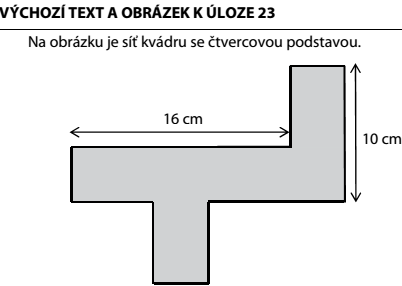 VÝCHOZÍ TEXT A OBRÁZEK K ÚLOZE 23
Na obrázku je síť kvádru se čtvercovou podstavou.
16 cm
10 cm